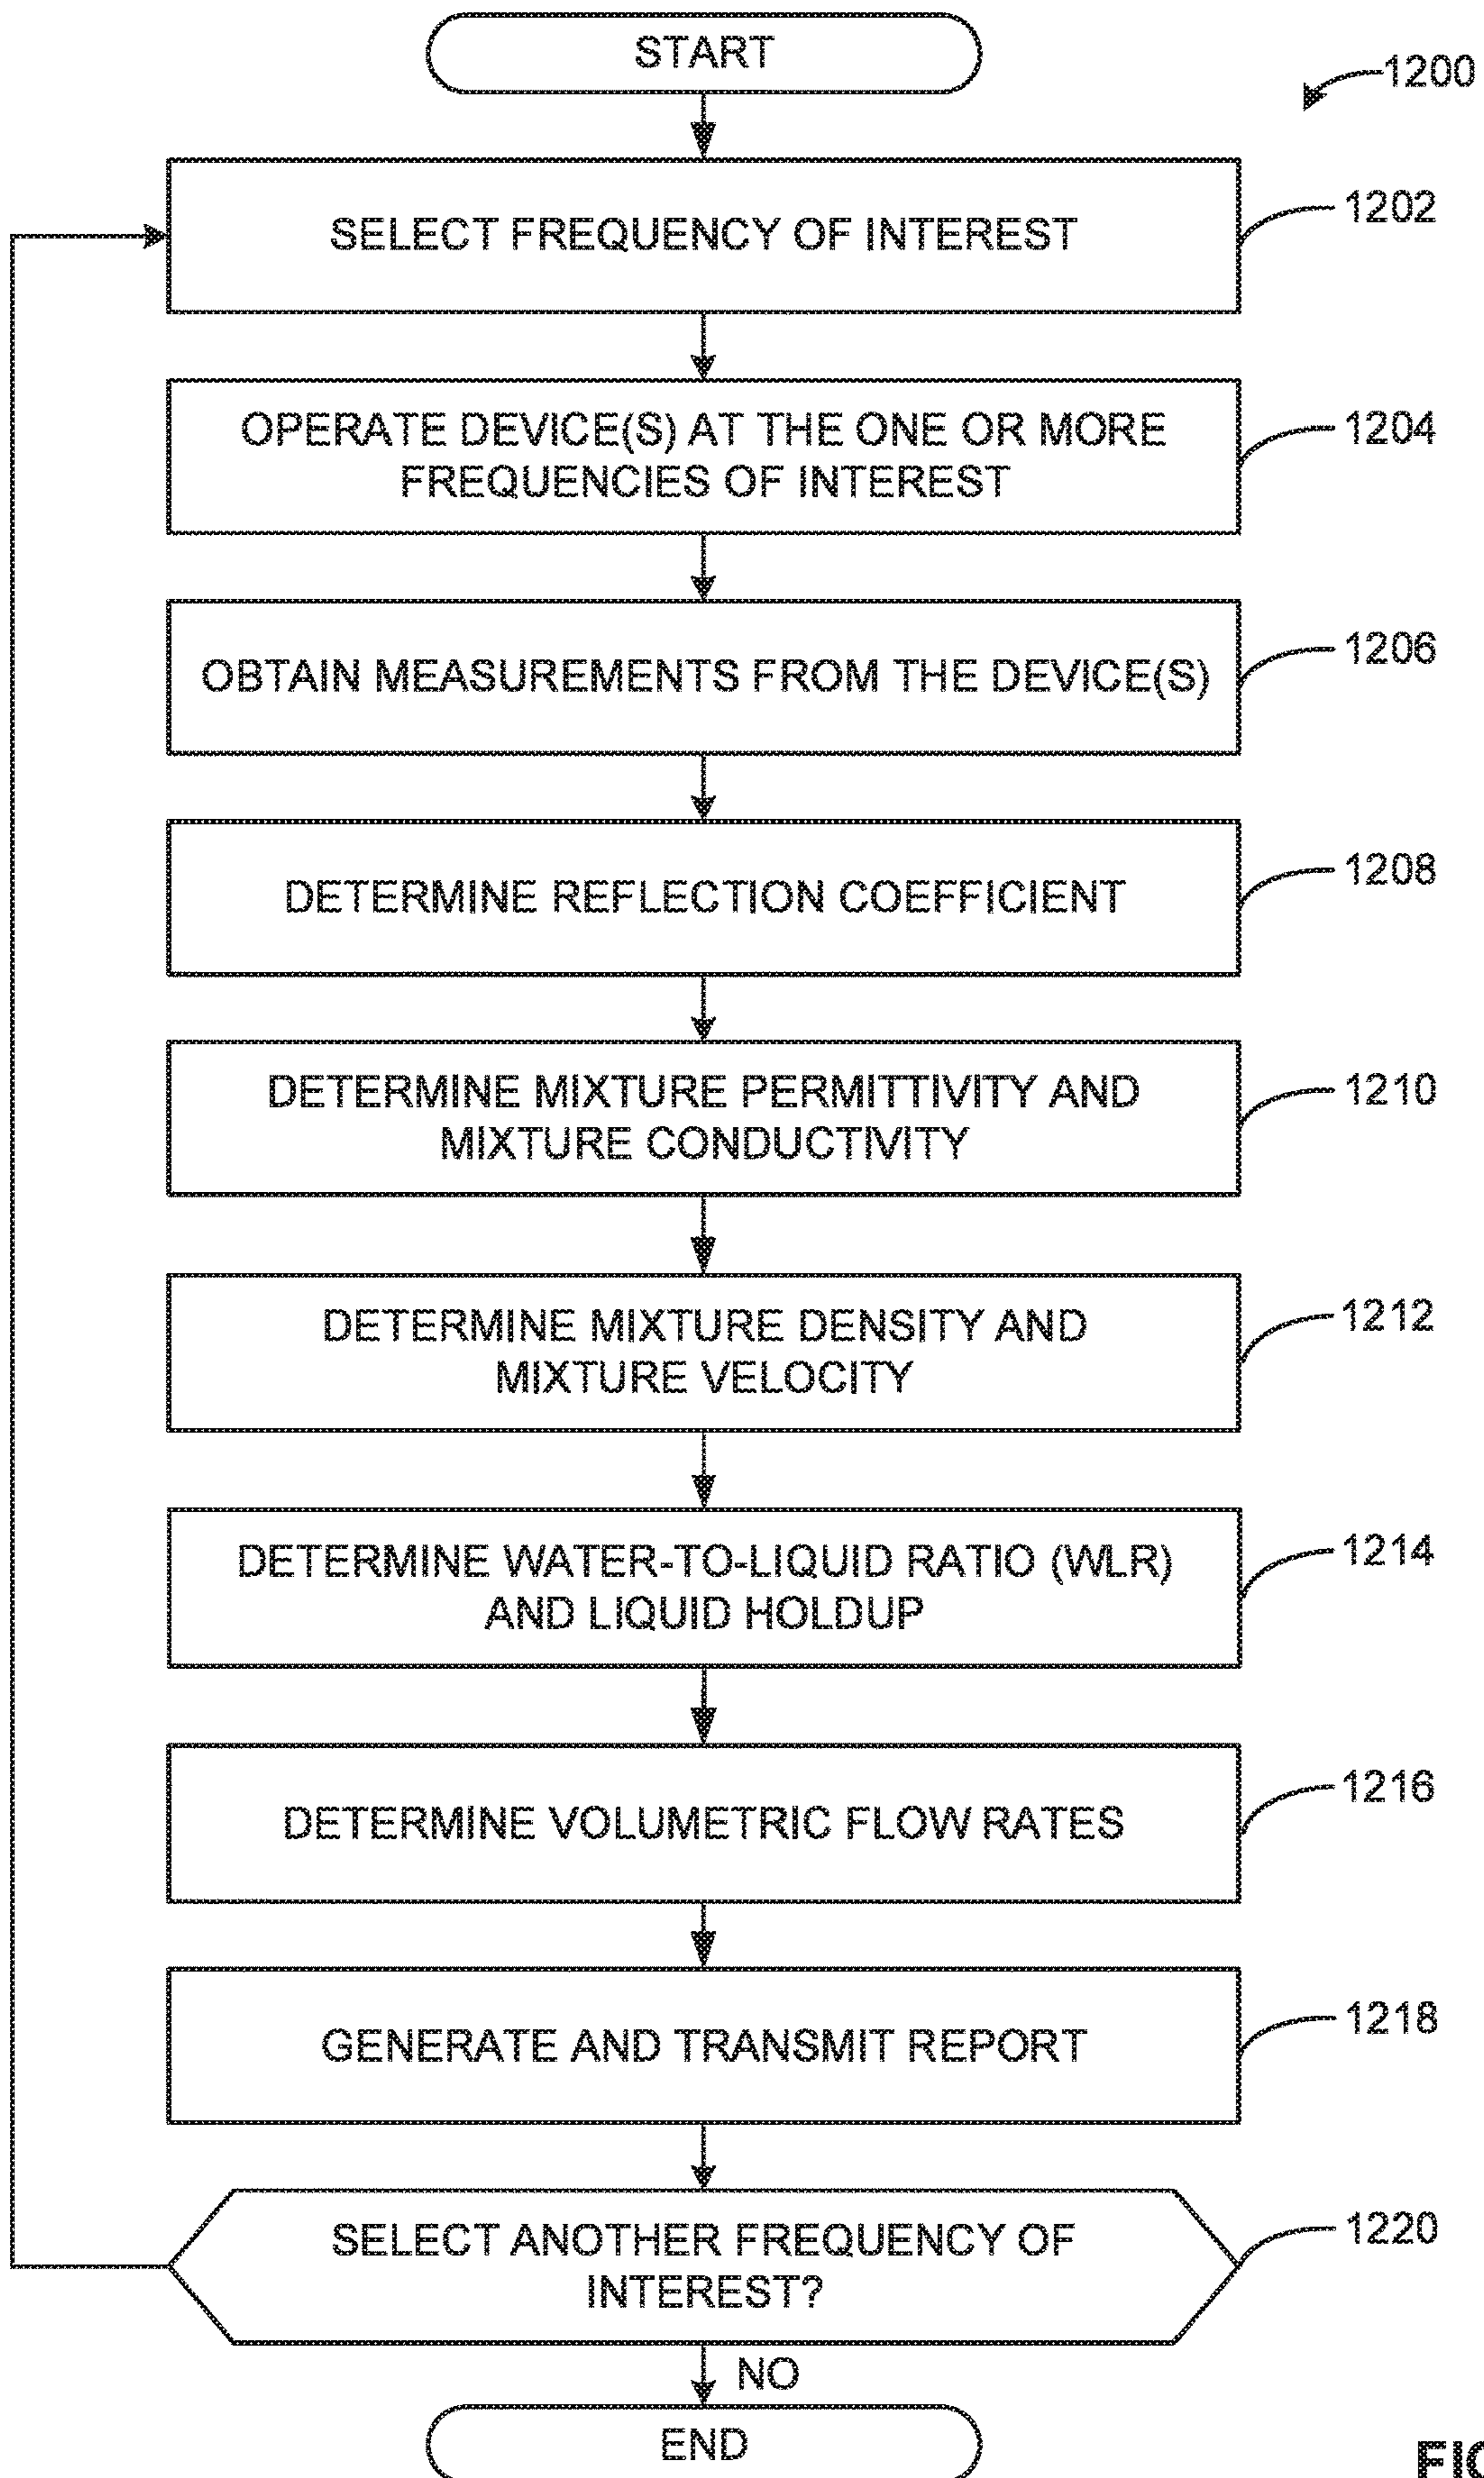 START
1200
SELECT FREQUENCY OF INTEREST
1202
OPERATE DEVICE(S) AT THE ONE OR MORE
FREQUENCIES OF INTEREST
1204
OBTAIN MEASUREMENTS FROM THE DEVICE(S)
1206
DETERMINE REFLECTION COEFFICIENT
1208
DETERMINE MIXTURE PERMITTIVITY AND
MIXTURE CONDUCTIVITY
1210
DETERMINE MIXTURE DENSITY AND
MIXTURE VELOCITY
1212
DETERMINE WATER-TO-LIQUID RATIO (WLR)
AND LIQUID HOLDUP
1214
DETERMINE VOLUMETRIC FLOW RATES
1216
GENERATE AND TRANSMIT REPORT
1218
SELECT ANOTHER FREQUENCY OF
INTEREST?
1220
NO
END